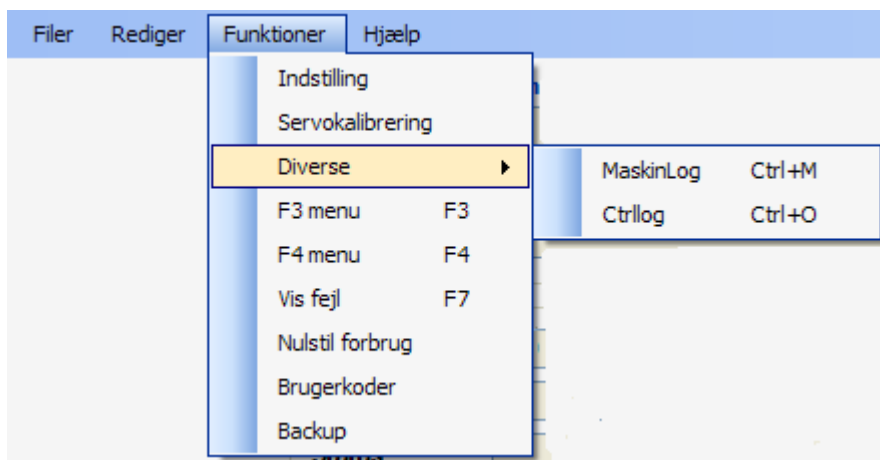 Filer Rediger Funktioner Hjælp
Indstilling
Servokalibrering
Diverse
MaskinLog Ctrl+M
Ctrllog Ctrl+O
F3 menu F3
F4 menu F4
Vis fejl F7
Nulstil forbrug
Brugerkoder
Backup